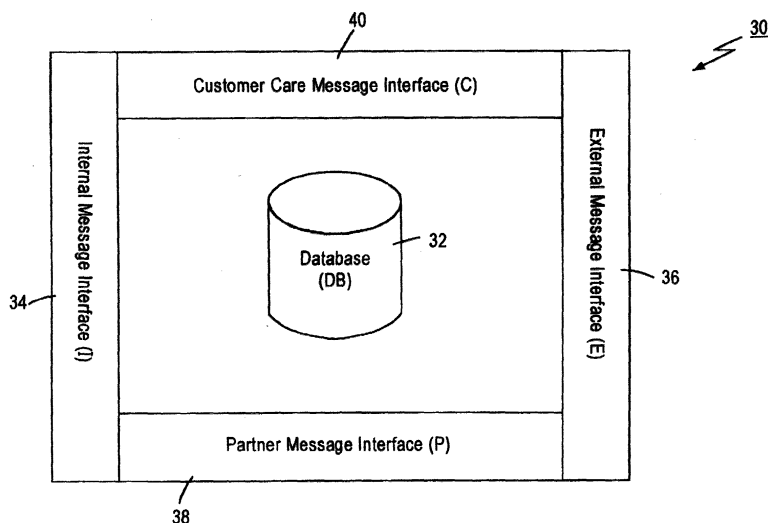 40
30
Customer Care Message Interface (C)
Internal Message Interface (I)
External Message Interface (E)
Database
(DB)
32
34
36
Partner Message Interface (P)
38